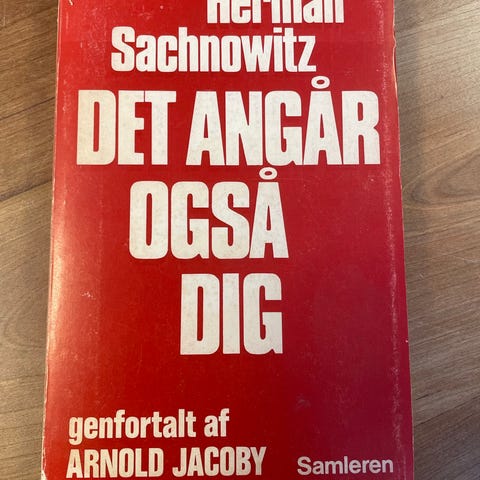 Herman
Sachnowitz
DET ANGÅR
OGSÅ
DIG
genfortalt af
ARNOLD JACOBY
Samleren